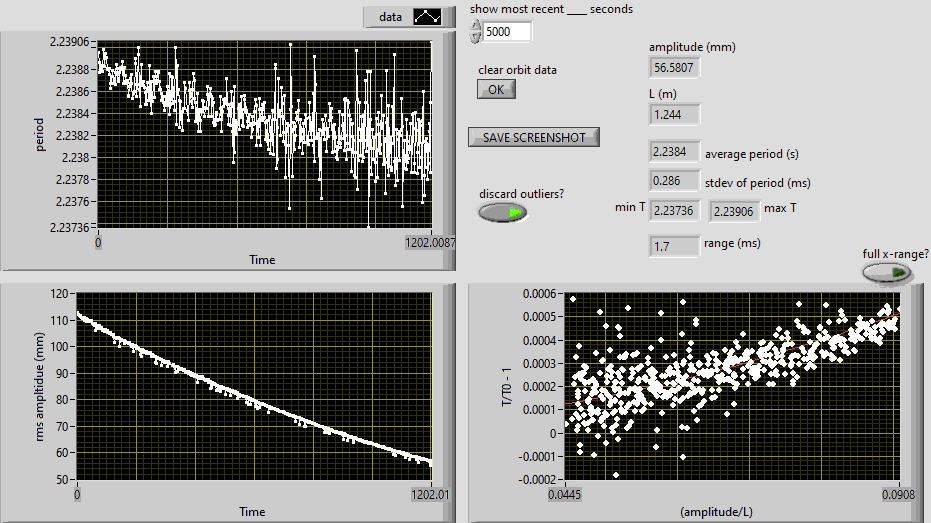 data
show most recent ____ seconds
5000
clear orbit data
OK
SAVE SCREENSHOT
discard outliers?
amplitude (mm)
56.5807
L (m)
1.244
2.2384 average period (s)
0.286 stdev of period (ms)
min T 2.23736 2.23906 max T
1.7 range (ms)
full x-range?
period
2.23906
2.2388
2.2386
2.2384
2.2382
2.238
2.2378
2.2376
2.23736
0 1202.0087
Time
rms ampltidue (mm)
120
110
100
90
80
70
60
50
0 1202.01
Time
T/T0 - 1
0.0006
0.0005
0.0004
0.0003
0.0002
0.0001
0
-0.0001
-0.0002
0.0445 0.0908
(amplitude/L)